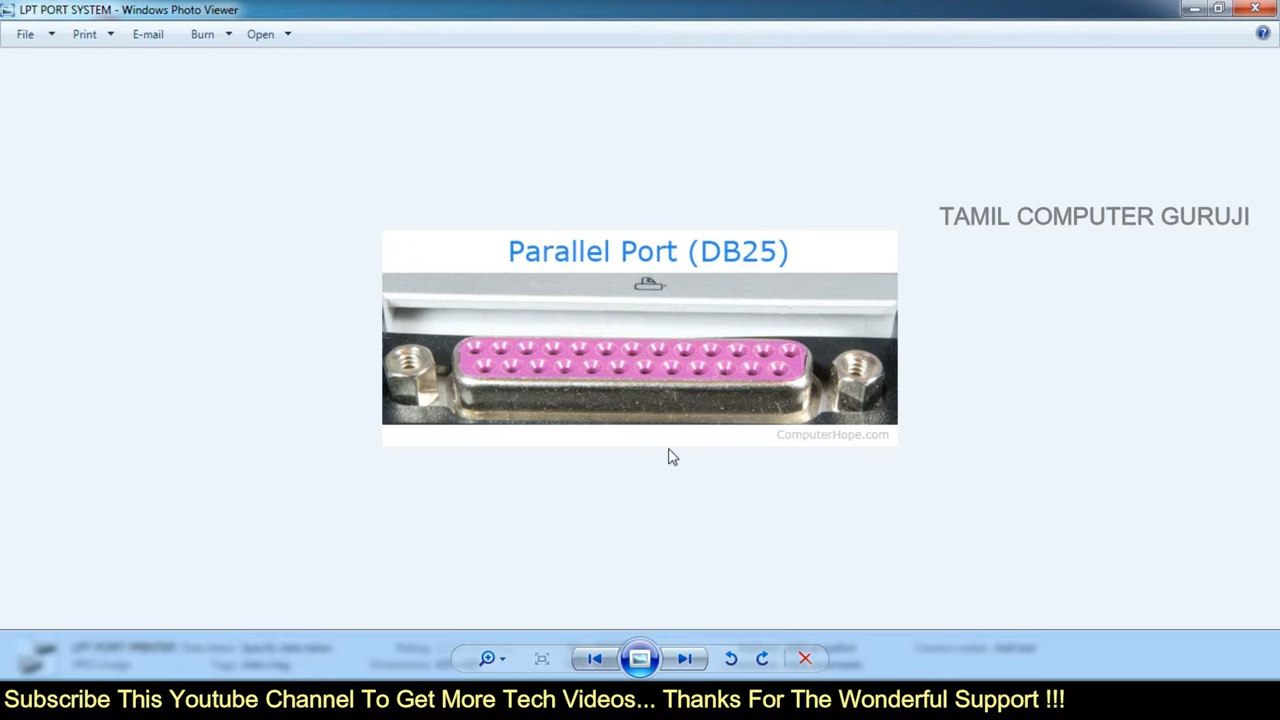 LPT PORT SYSTEM - Windows Photo Viewer
File Print E-mail Burn Open
TAMIL COMPUTER GURUJI
Parallel Port (DB25)
ComputerHope.com
Subscribe This Youtube Channel To Get More Tech Videos... Thanks For The Wonderful Support !!!